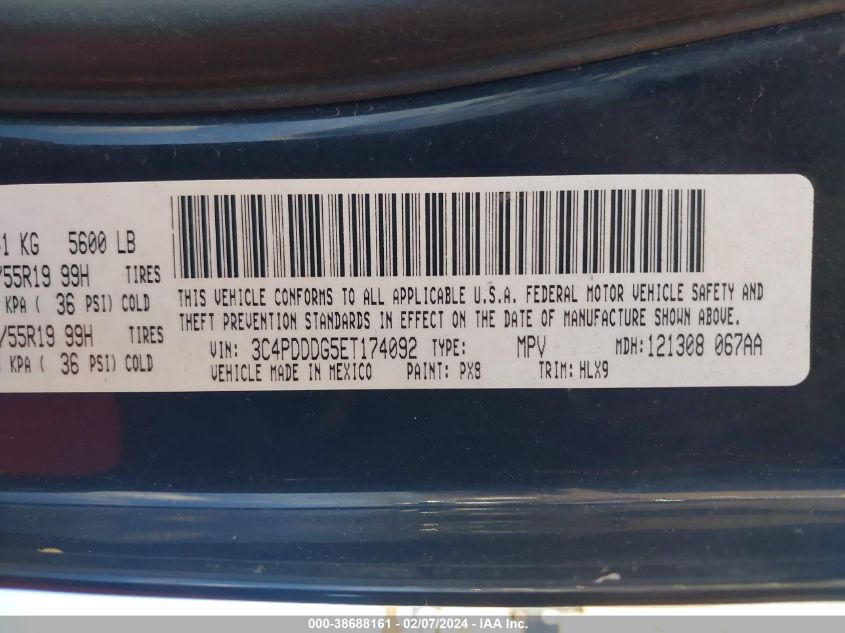 KG 5600 LB
/55R19 99H TIRES
KPA ( 36 PSI) COLD
/55R19 99H TIRES
KPA ( 36 PSI) COLD
THIS VEHICLE CONFORMS TO ALL APPLICABLE U.S.A. FEDERAL MOTOR VEHICLE SAFETY AND
THEFT PREVENTION STANDARDS IN EFFECT ON THE DATE OF MANUFACTURE SHOWN ABOVE.
VIN: 3C4PDDDG5ET174092 TYPE: MPV MDH:121308 067AA
VEHICLE MADE IN MEXICO PAINT: PX8 TRIM: HLX9
000-38688161 - 02/07/2024 - IAA Inc.